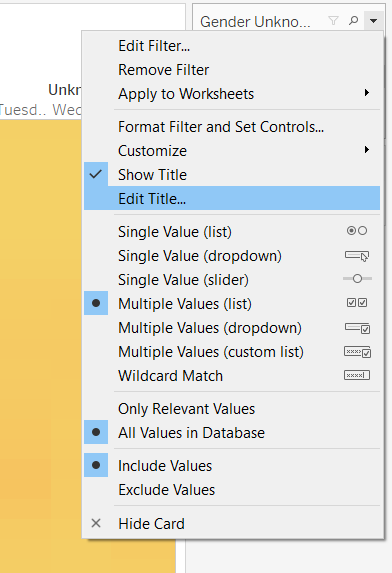 Gender Unkno...
Edit Filter...
Remove Filter
Apply to Worksheets
Unkn
Tuesd.. Wed
Format Filter and Set Controls...
Customize
Show Title
Edit Title...
Single Value (list)
Single Value (dropdown)
Single Value (slider)
Multiple Values (list)
Multiple Values (dropdown)
Multiple Values (custom list)
Wildcard Match
Only Relevant Values
All Values in Database
Include Values
Exclude Values
Hide Card